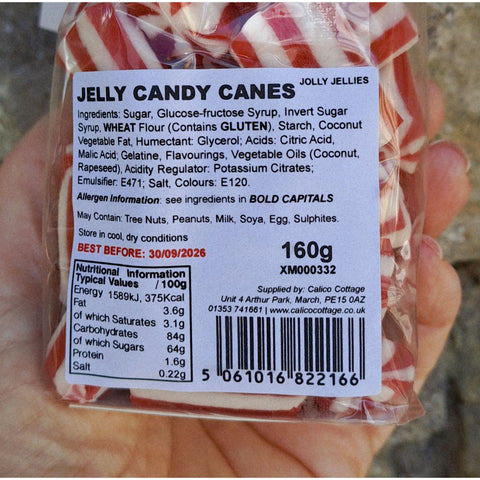 JELLY CANDY CANES JOLLY JELLIES
Ingredients: Sugar, Glucose-fructose Syrup, Invert Sugar
Syrup, WHEAT Flour (Contains GLUTEN), Starch, Coconut
Vegetable Fat, Humectant: Glycerol; Acids: Citric Acid,
Malic Acid; Gelatine, Flavourings, Vegetable Oils (Coconut,
Rapeseed), Acidity Regulator: Potassium Citrates;
Emulsifier: E471; Salt, Colours: E120.
Allergen Information: see ingredients in BOLD CAPITALS
May Contain: Tree Nuts, Peanuts, Milk, Soya, Egg, Sulphites.
Store in cool, dry conditions
BEST BEFORE: 30/09/2026
160g
XM000332
Nutritional Information
Typical Values / 100g
Energy 1589kJ, 375Kcal
Fat 3.6g
of which Saturates 3.1g
Carbohydrates 84g
of which Sugars 64g
Protein 1.6g
Salt 0.22g
Supplied by: Calico Cottage
Unit 4 Arthur Park, March, PE15 0AZ
01353 741661 | www.calicocottage.co.uk
5 061016 822166